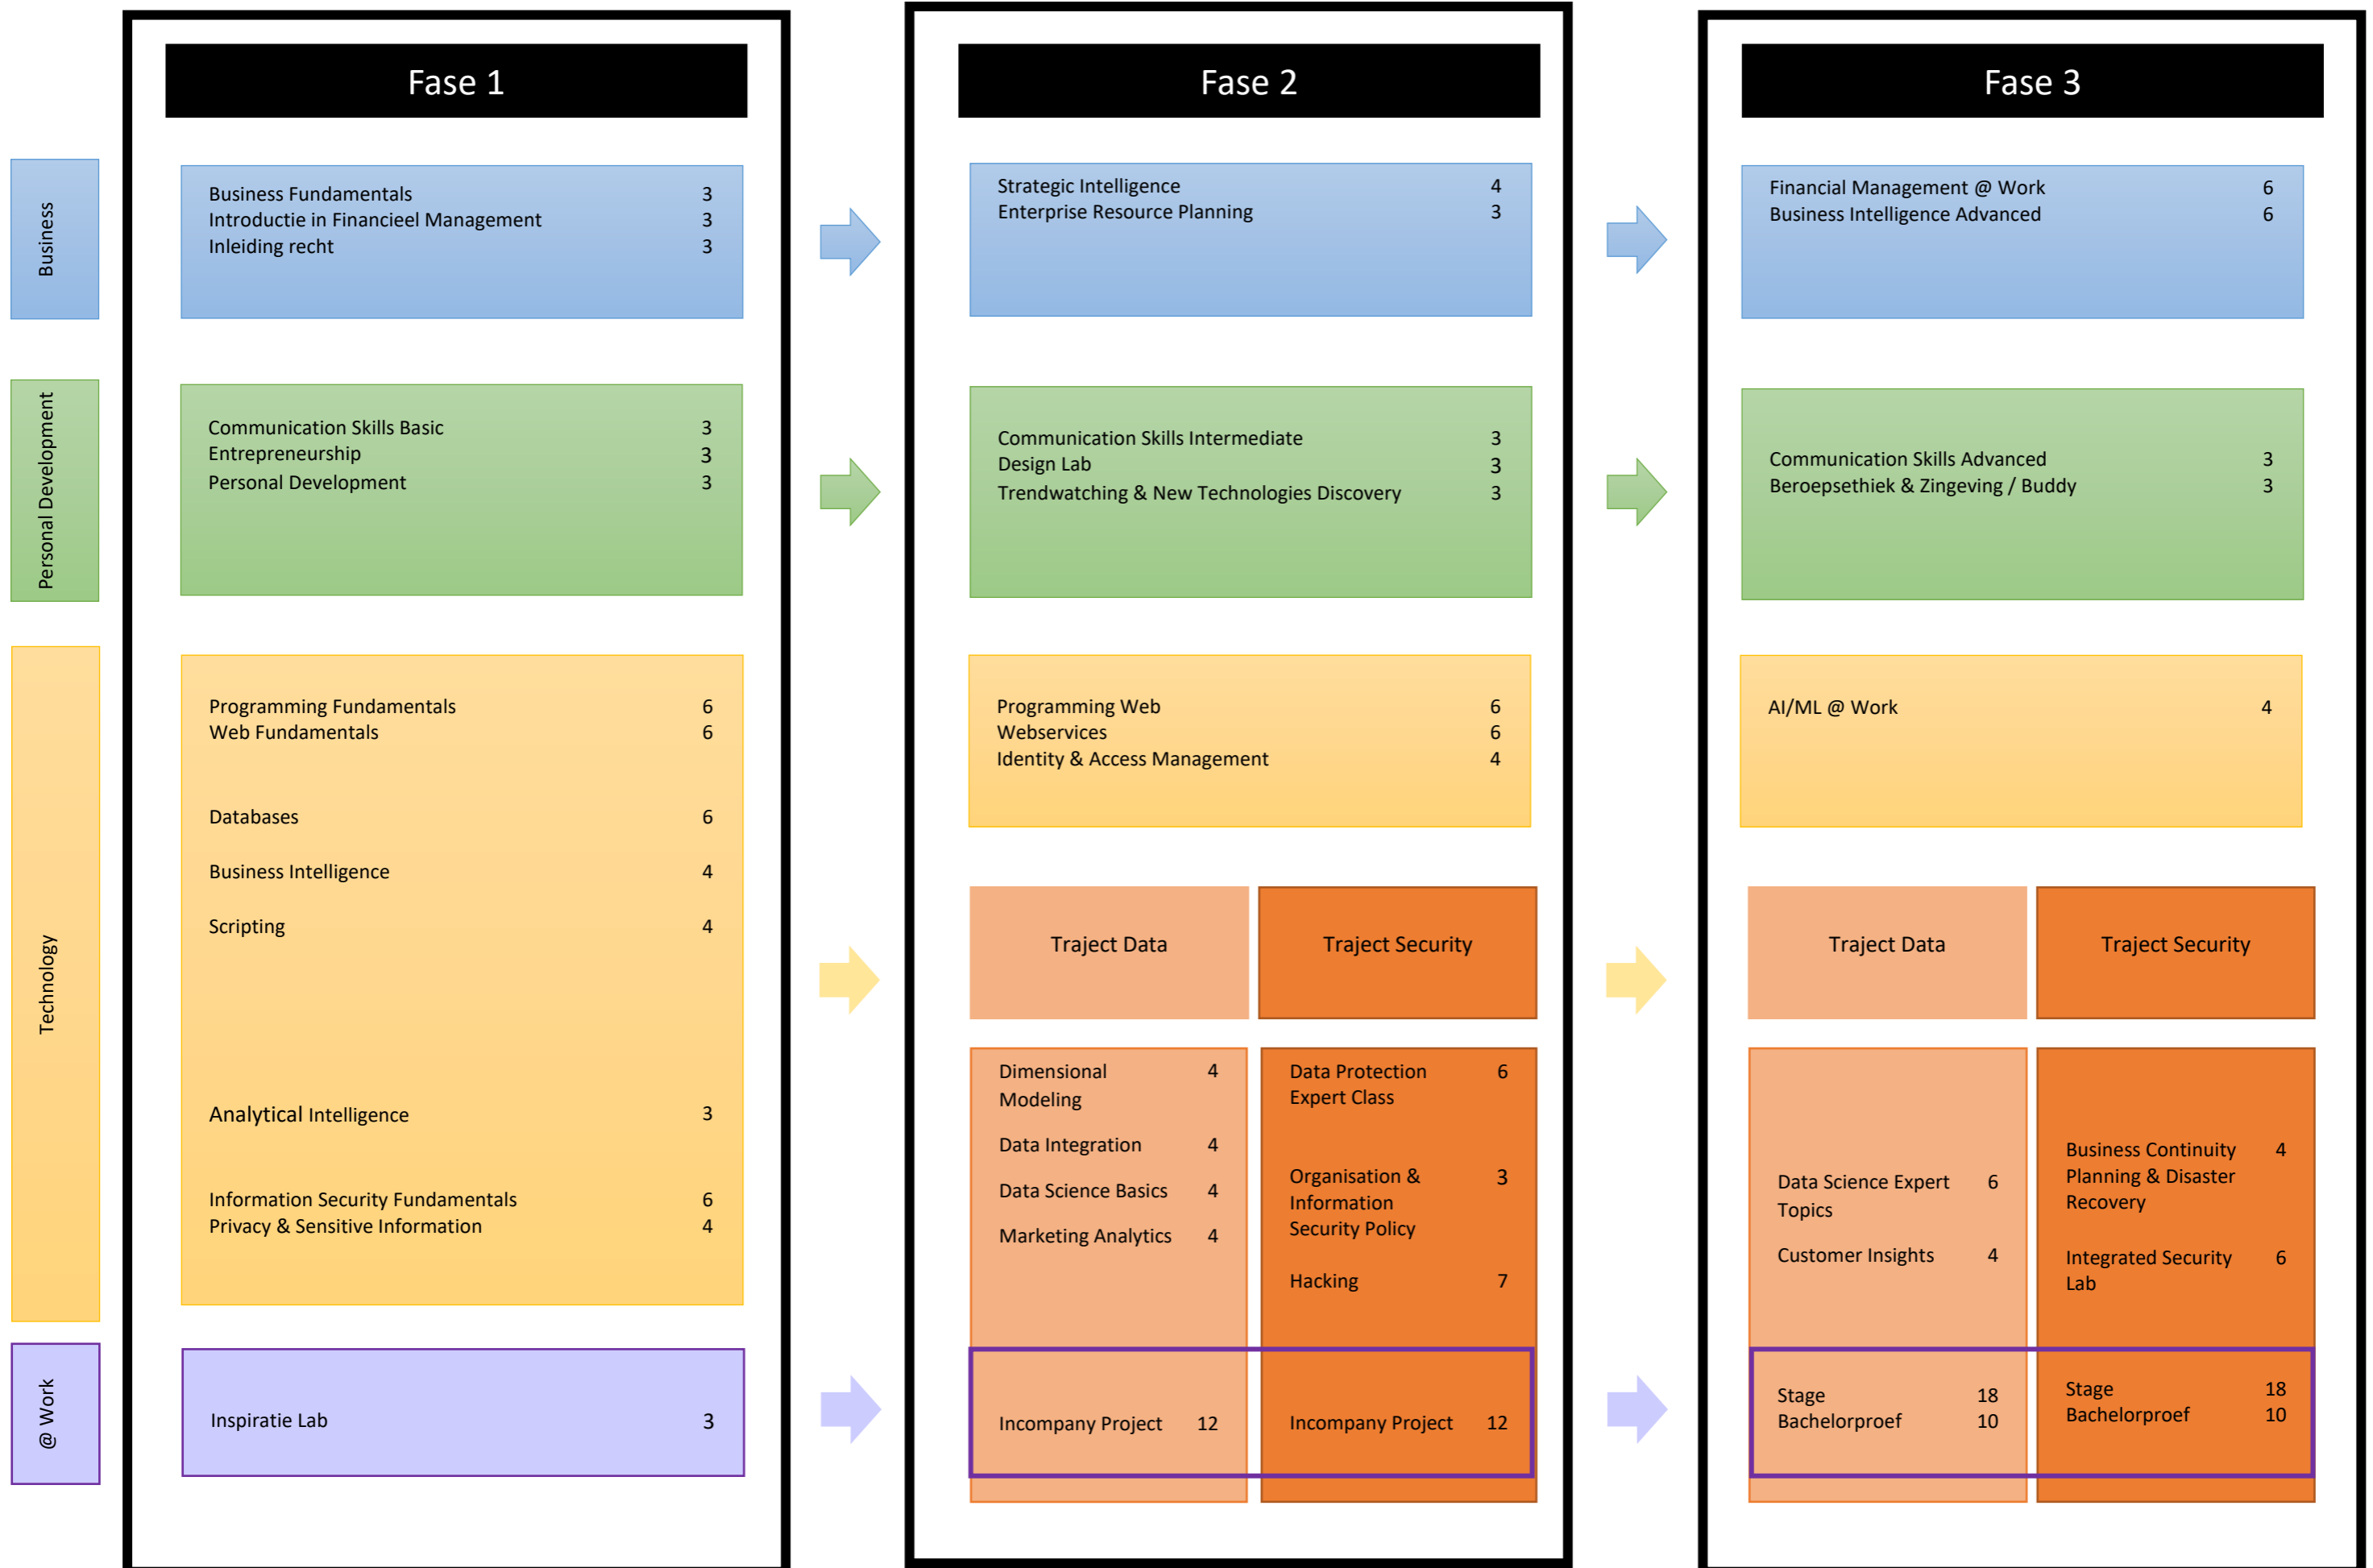 Fase 1
Business
Business Fundamentals 3
Introductie in Financieel Management 3
Inleiding recht 3
Personal Development
Communication Skills Basic 3
Entrepreneurship 3
Personal Development 3
Technology
Programming Fundamentals 6
Web Fundamentals 6
Databases 6
Business Intelligence 4
Scripting 4
Analytical Intelligence 3
Information Security Fundamentals 6
Privacy & Sensitive Information 4
@ Work
Inspiratie Lab 3
Fase 2
Strategic Intelligence 4
Enterprise Resource Planning 3
Communication Skills Intermediate 3
Design Lab 3
Trendwatching & New Technologies Discovery 3
Programming Web 6
Webservices 6
Identity & Access Management 4
Traject Data
Dimensional 4
Modeling
Data Integration 4
Data Science Basics 4
Marketing Analytics 4
Incompany Project 12
Traject Security
Data Protection 6
Expert Class
Organisation & 3
Information
Security Policy
Hacking 7
Incompany Project 12
Fase 3
Financial Management @ Work 6
Business Intelligence Advanced 6
Communication Skills Advanced 3
Beroepsethiek & Zingeving / Buddy 3
AI/ML @ Work 4
Traject Data
Data Science Expert 6
Topics
Customer Insights 4
Stage 18
Bachelorproef 10
Traject Security
Business Continuity 4
Planning & Disaster
Recovery
Integrated Security 6
Lab
Stage 18
Bachelorproef 10